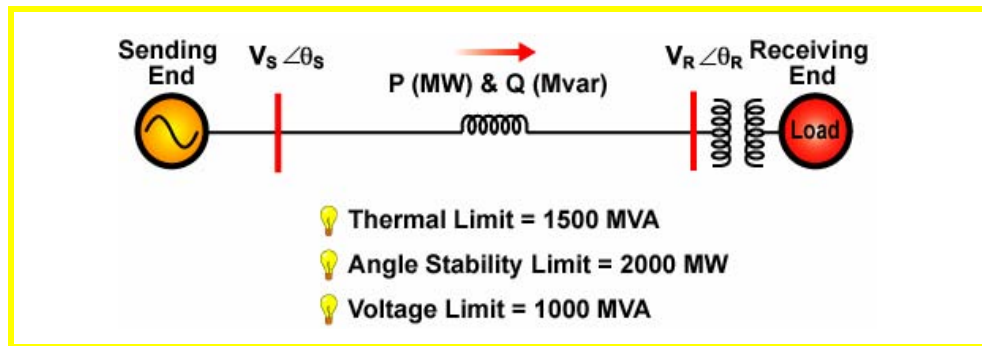 Sending
End
V_S ∠θ_S
P (MW) & Q (Mvar)
V_R ∠θ_R
Receiving
End
Load
Thermal Limit = 1500 MVA
Angle Stability Limit = 2000 MW
Voltage Limit = 1000 MVA